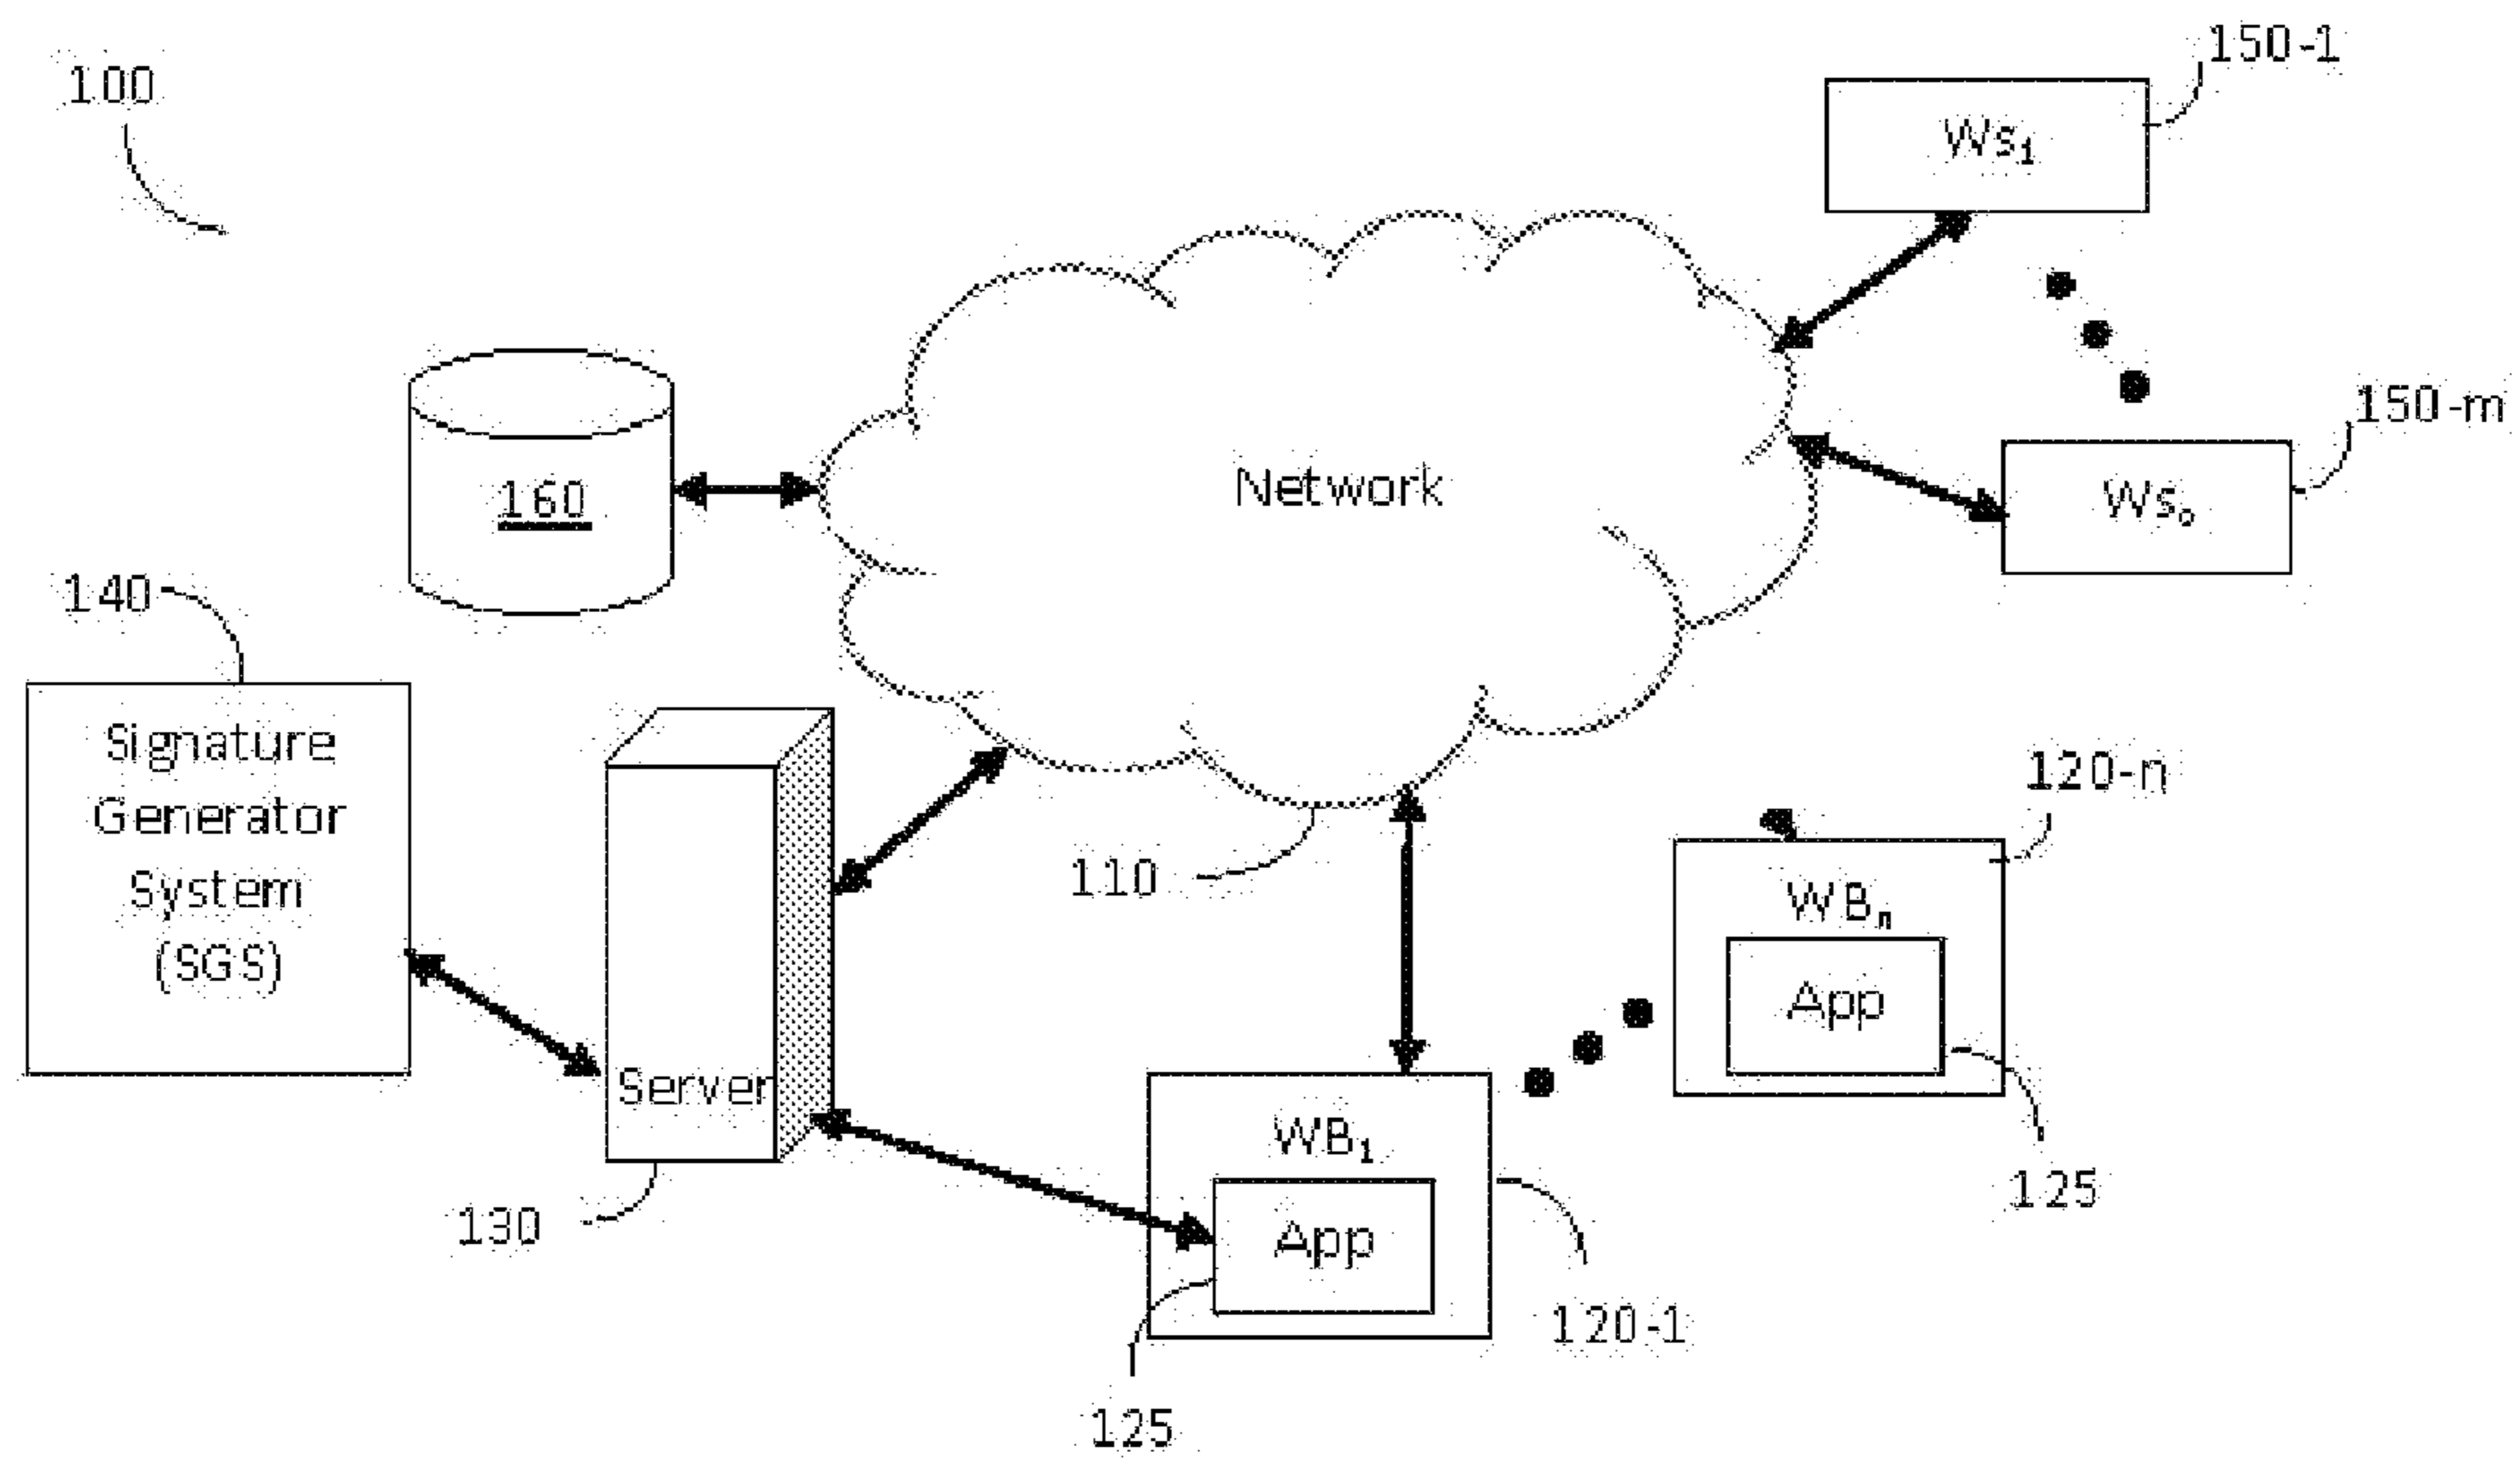 100
150-1
Ws1
150-m
Wso
Network
160
140
Signature
Generator
System
(SGS)
120-n
WBn
App
125
110
Server
130
WB1
App
120-1
125